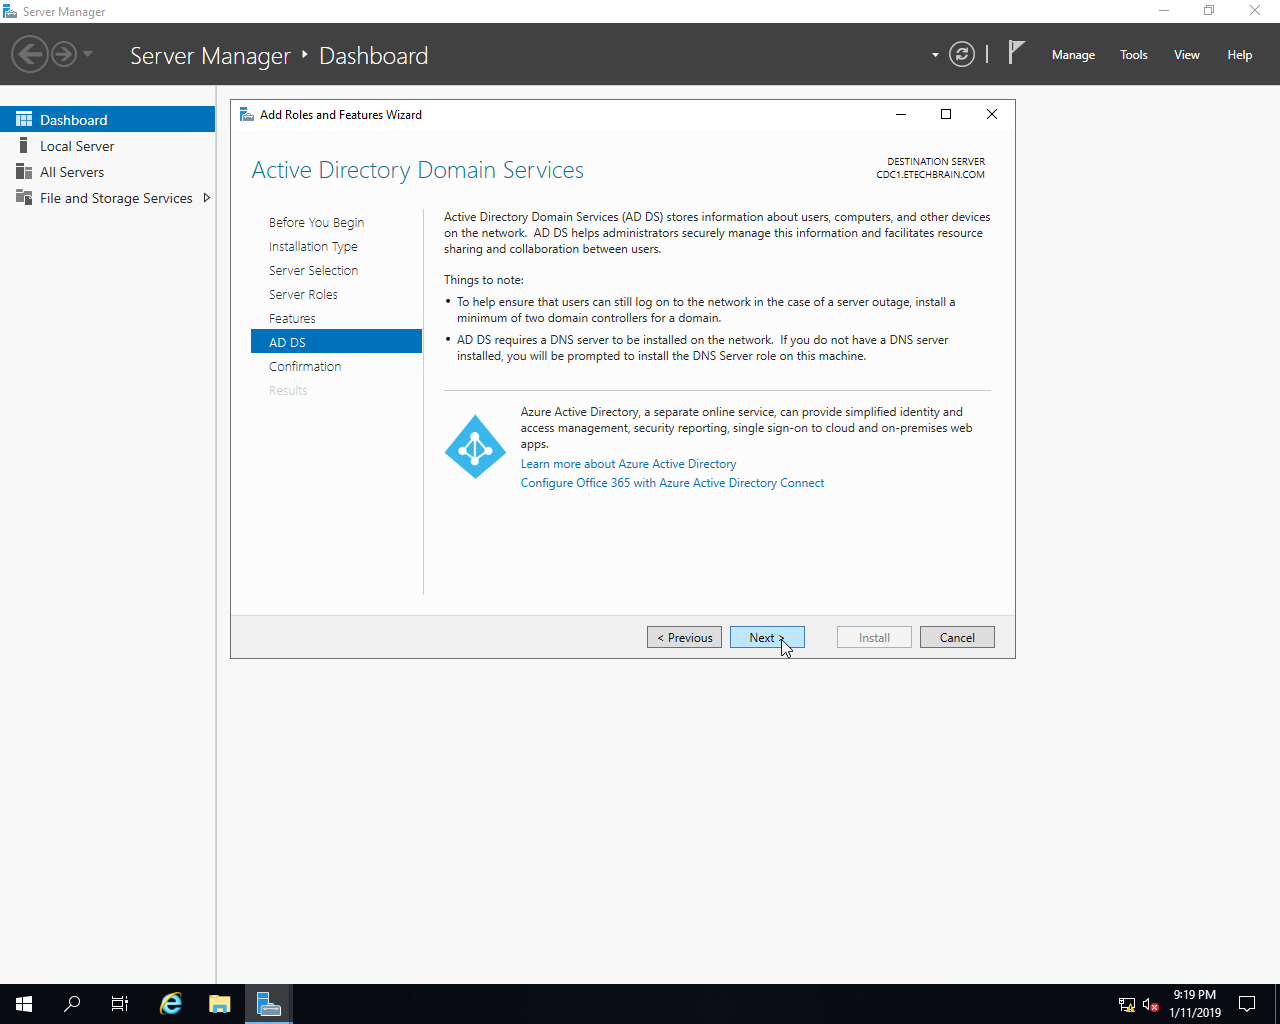 Server Manager
Server Manager
Dashboard
Manage
Tools
View
Help
Dashboard
Local Server
All Servers
File and Storage Services
Add Roles and Features Wizard
Active Directory Domain Services
DESTINATION SERVER
CDC1.ETECHBRAIN.COM
Before You Begin
Installation Type
Server Selection
Server Roles
Features
AD DS
Confirmation
Results
Active Directory Domain Services (AD DS) stores information about users, computers, and other devices
on the network.  AD DS helps administrators securely manage this information and facilitates resource
sharing and collaboration between users.
Things to note:
• To help ensure that users can still log on to the network in the case of a server outage, install a
minimum of two domain controllers for a domain.
• AD DS requires a DNS server to be installed on the network.  If you do not have a DNS server
installed, you will be prompted to install the DNS Server role on this machine.
Azure Active Directory, a separate online service, can provide simplified identity and
access management, security reporting, single sign-on to cloud and on-premises web
apps.
Learn more about Azure Active Directory
Configure Office 365 with Azure Active Directory Connect
< Previous
Next >
Install
Cancel
9:19 PM
1/11/2019